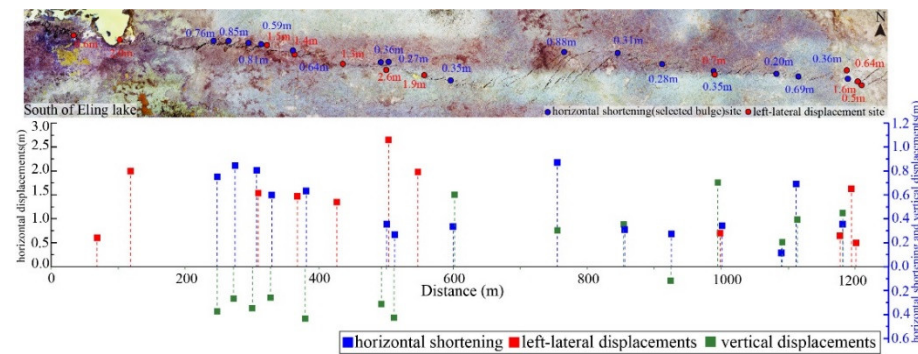 N
0.76m 0.85m 0.59m 1.5m 1.4m 0.36m 0.88m 0.31m 0.7m 0.20m 0.36m 0.64m
0.81m 0.64m 1.3m 2.6m 0.27m 1.9m 0.35m 0.28m 0.35m 0.69m 1.6m 0.5m
South of Eling lake
horizontal shortening(selected bulge)site left-lateral displacement site
horizontal displacements(m)
3.0
2.5
2.0
1.5
1.0
0.5
0.0
0 200 400 600 800 1000 1200
Distance (m)
1.2
1.0
0.8
0.6
0.4
0.2
0.0
0.2
0.4
0.6
horizontal shortening and vertical displacements(m)
horizontal shortening left-lateral displacements vertical displacements